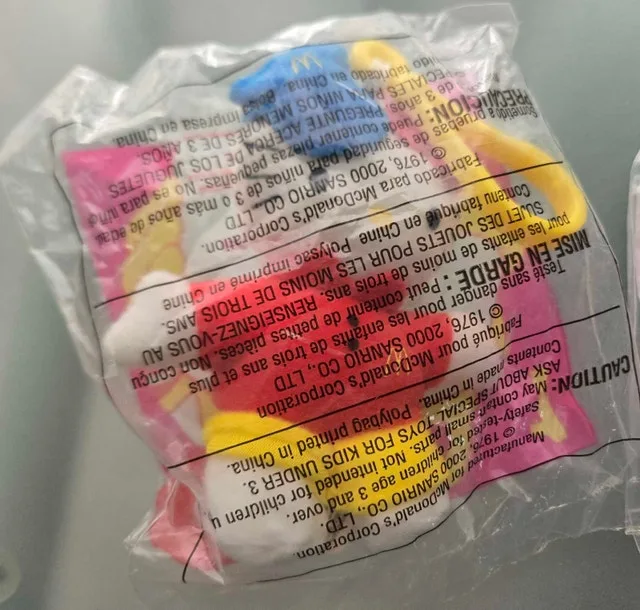 Manufactured for McDonald's Corporation.
© 1976, 2000 SANRIO CO., LTD.
Safety-tested for children age 3 and over. Not intended for children u
CAUTION: May contain small parts.
ASK ABOUT SPECIAL TOYS FOR KIDS UNDER 3.
Contents made in China. Polybag printed in China.
Fabriqué pour McDonald's Corporation
© 1976, 2000 SANRIO CO., LTD
Testé sans danger pour les enfants de trois ans et plus Non conçu
pour les enfants de moins de trois ans.
MISE EN GARDE : Peut contenir de petites pièces. RENSEIGNEZ-VOUS AU
SUJET DES JOUETS POUR LES MOINS DE TROIS ANS.
Contenu fabriqué en Chine Polysac imprimé en Chine
Fabricado para McDonald's Corporation.
© 1976, 2000 SANRIO CO., LTD
Sometido a pruebas de seguridad para niños de 3 ó más años de edad
PRECAUCION: Puede contener piezas pequeñas. No es para uno
de 3 años. PREGUNTE ACERCA DE LOS JUGUETES
ESPECIALES PARA NIÑOS MENORES DE 3 AÑOS.
nido fabricado en China. impresa en China